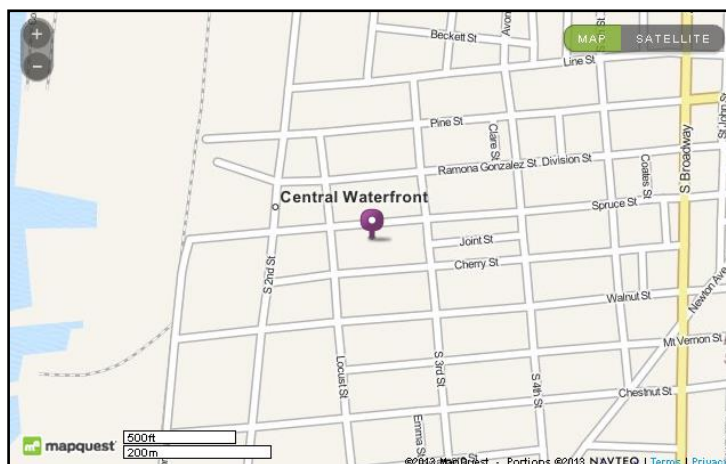 +
−
Beckett St
Avon
MAP
SATELLITE
Line St
Pine St
Clare St
Ramona Gonzalez St
Division St
Coates St
S Broadway
Central Waterfront
Spruce St
Joint St
Cherry St
S 2nd St
Walnut St
Newton Ave
Mt Vernon St
Locust St
S 3rd St
S 4th St
Chestnut St
Emma St
500ft
mapquest
200m
©2013 MapQuest - Portions ©2013 NAVTEQ | Terms | Privacy